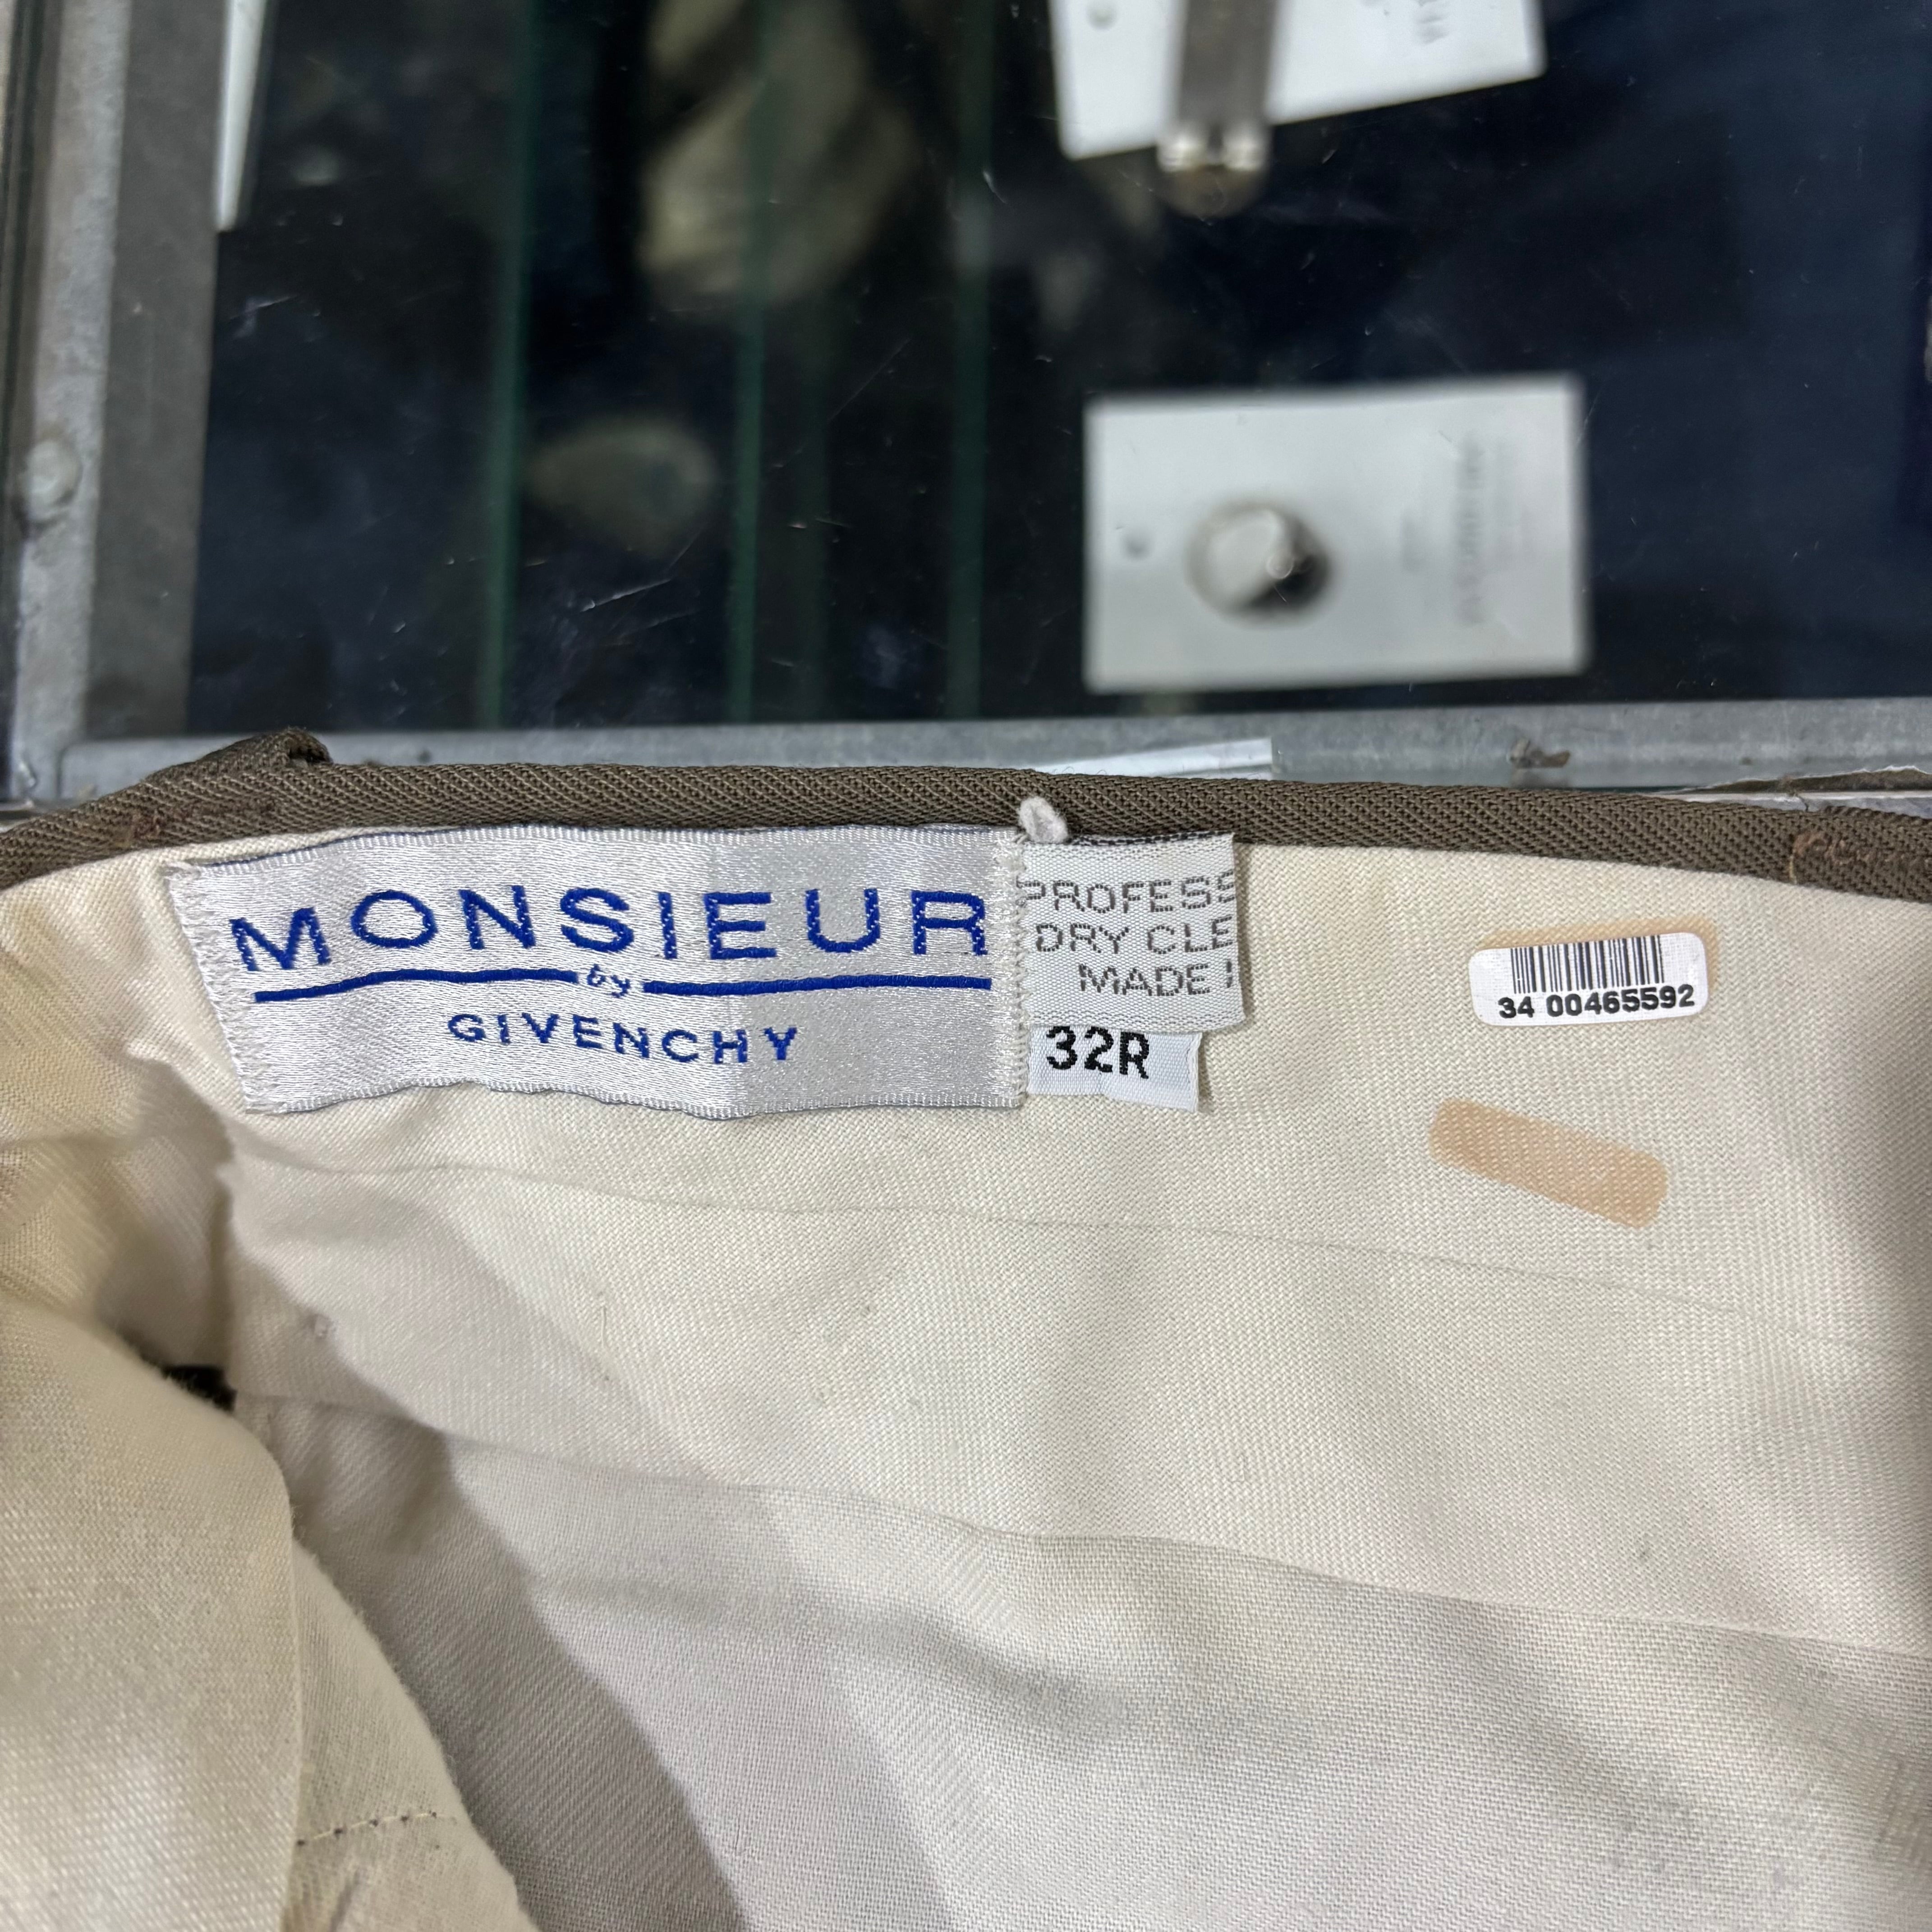 MONSIEUR
by
GIVENCHY
PROFESS
DRY CLE
MADE
32R
34 00465592